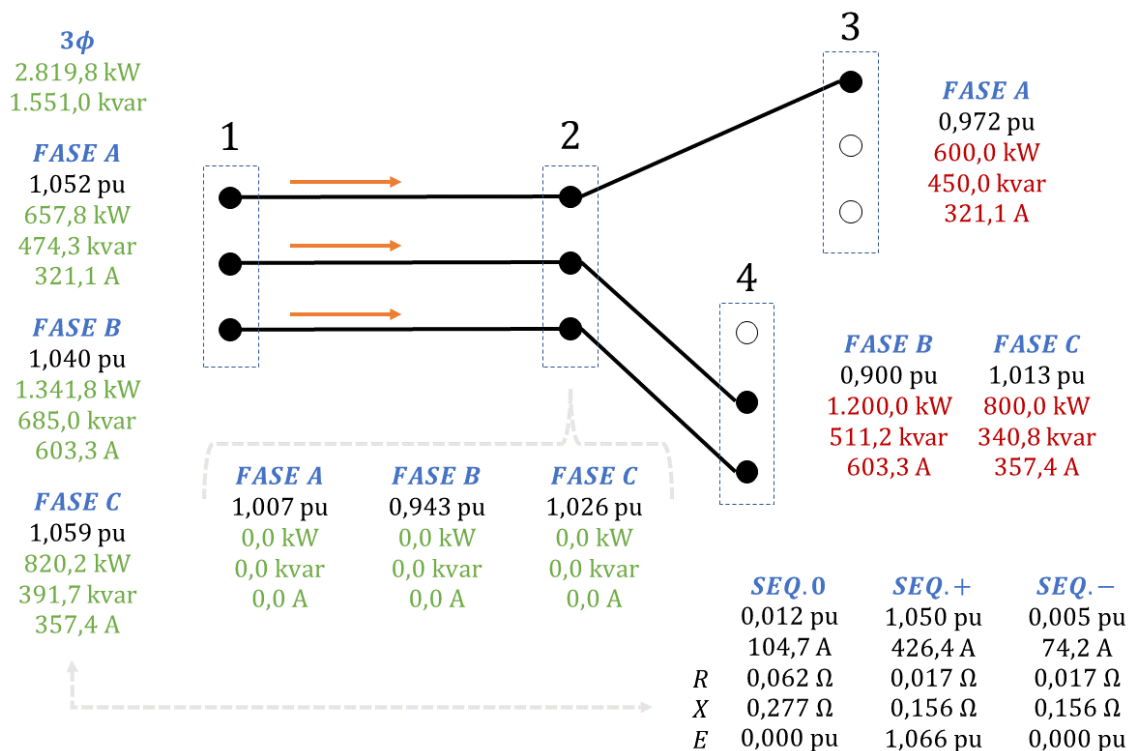 3ϕ
2.819,8 kW
1.551,0 kvar
FASE A
1,052 pu
657,8 kW
474,3 kvar
321,1 A
FASE B
1,040 pu
1.341,8 kW
685,0 kvar
603,3 A
FASE C
1,059 pu
820,2 kW
391,7 kvar
357,4 A
1
2
3
4
FASE A
0,972 pu
600,0 kW
450,0 kvar
321,1 A
FASE B FASE C
0,900 pu 1,013 pu
1.200,0 kW 800,0 kW
511,2 kvar 340,8 kvar
603,3 A 357,4 A
FASE A FASE B FASE C
1,007 pu 0,943 pu 1,026 pu
0,0 kW 0,0 kW 0,0 kW
0,0 kvar 0,0 kvar 0,0 kvar
0,0 A 0,0 A 0,0 A
SEQ. 0 SEQ. + SEQ. −
0,012 pu 1,050 pu 0,005 pu
104,7 A 426,4 A 74,2 A
R 0,062 Ω 0,017 Ω 0,017 Ω
X 0,277 Ω 0,156 Ω 0,156 Ω
E 0,000 pu 1,066 pu 0,000 pu